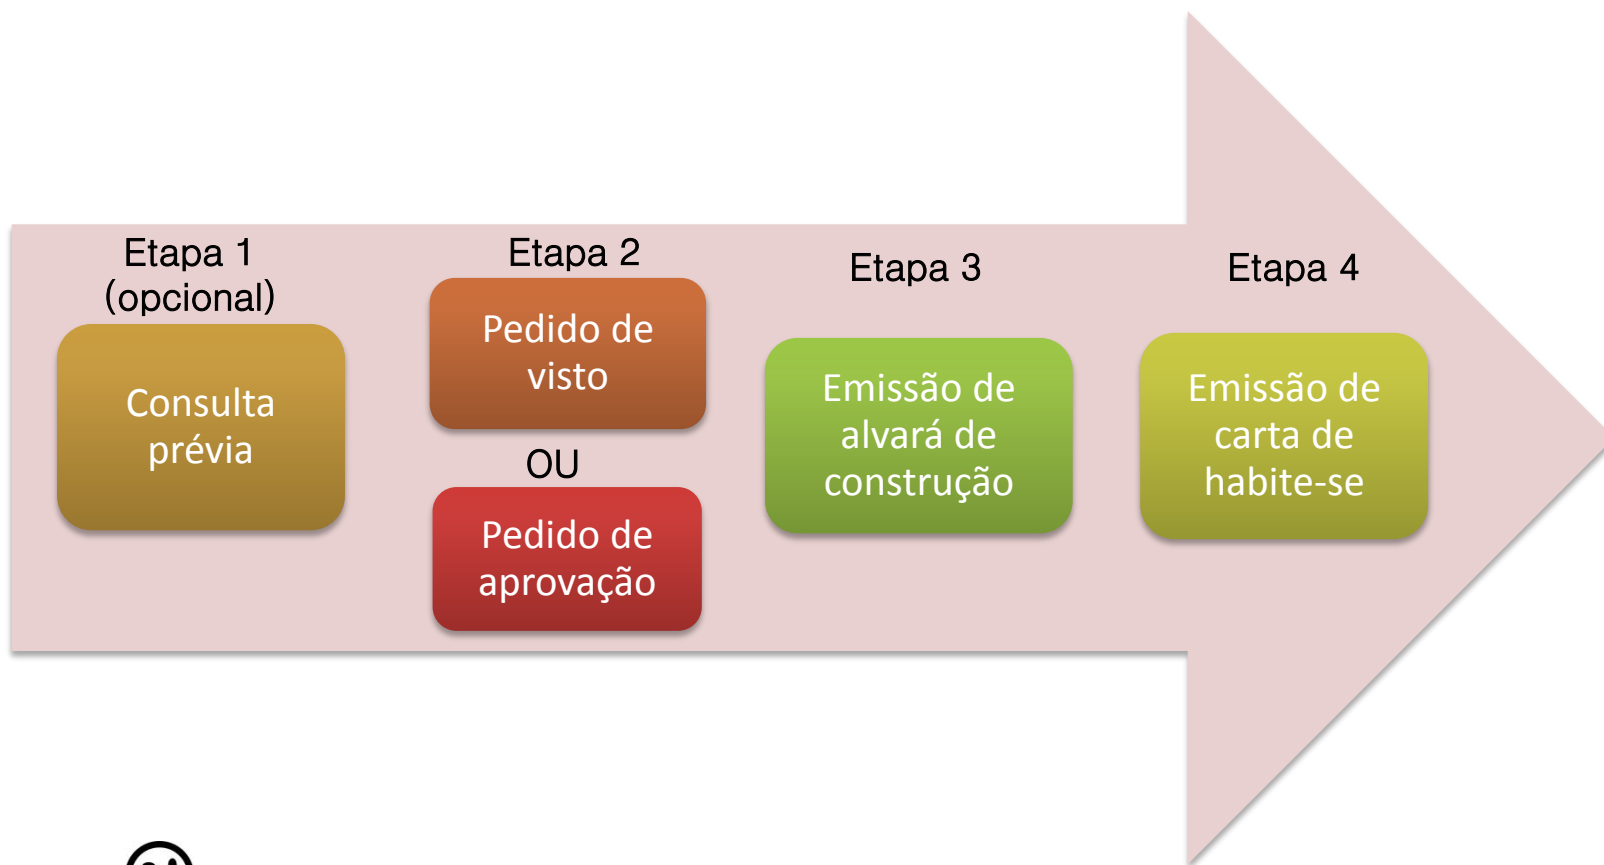 Etapa 1
(opcional)
Consulta
prévia
Etapa 2
Pedido de
visto
OU
Pedido de
aprovação
Etapa 3
Emissão de
alvará de
construção
Etapa 4
Emissão de
carta de
habite-se